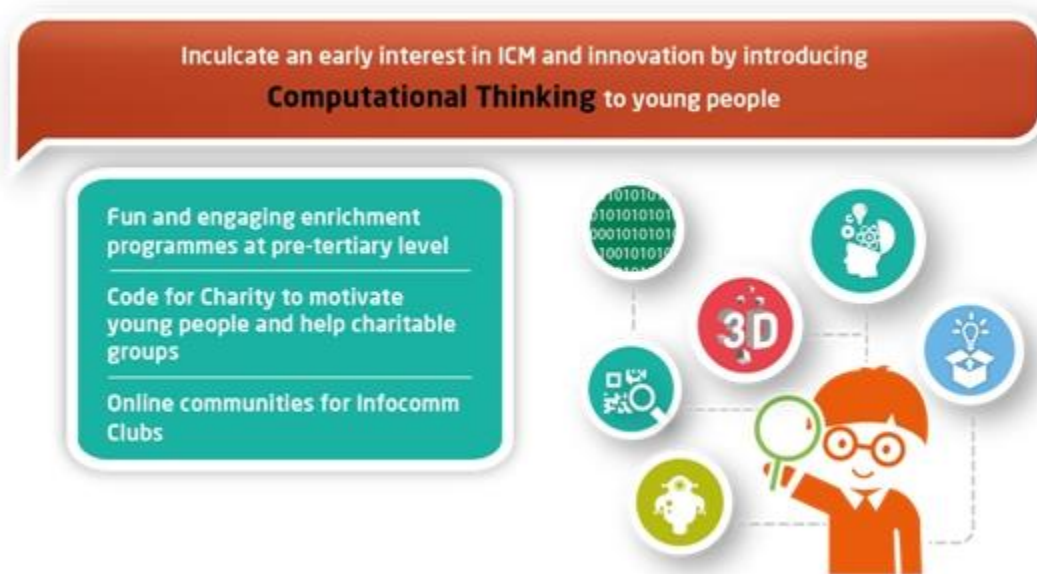 Inculcate an early interest in ICM and innovation by introducing
Computational Thinking to young people
Fun and engaging enrichment
programmes at pre-tertiary level
Code for Charity to motivate
young people and help charitable
groups
Online communities for Infocomm
Clubs
3D